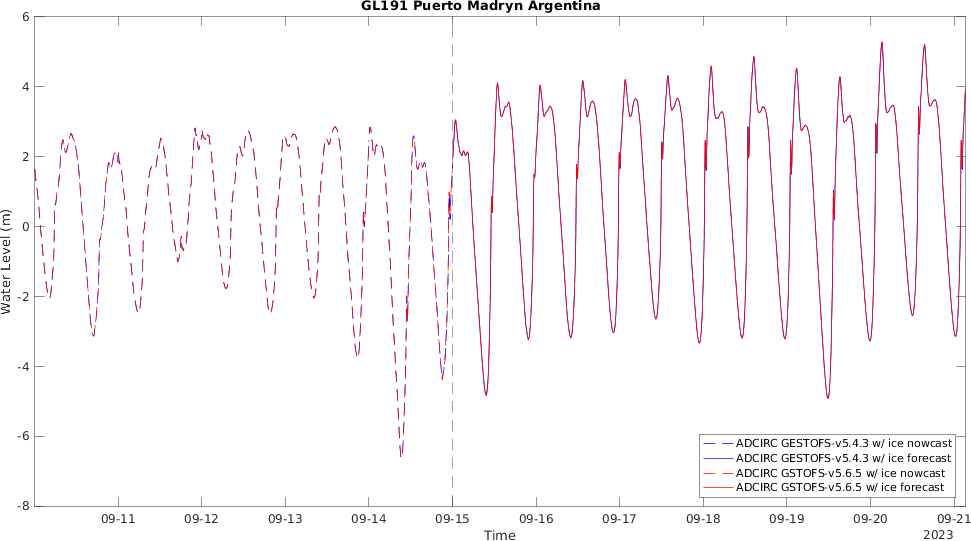 GL191 Puerto Madryn Argentina
6
4
2
0
-2
-4
-6
-8
Water Level (m)
09-11 09-12 09-13 09-14 09-15 09-16 09-17 09-18 09-19 09-20 09-21
Time
2023
ADCIRC GESTOFS-v5.4.3 w/ ice nowcast
ADCIRC GESTOFS-v5.4.3 w/ ice forecast
ADCIRC GSTOFS-v5.6.5 w/ ice nowcast
ADCIRC GSTOFS-v5.6.5 w/ ice forecast